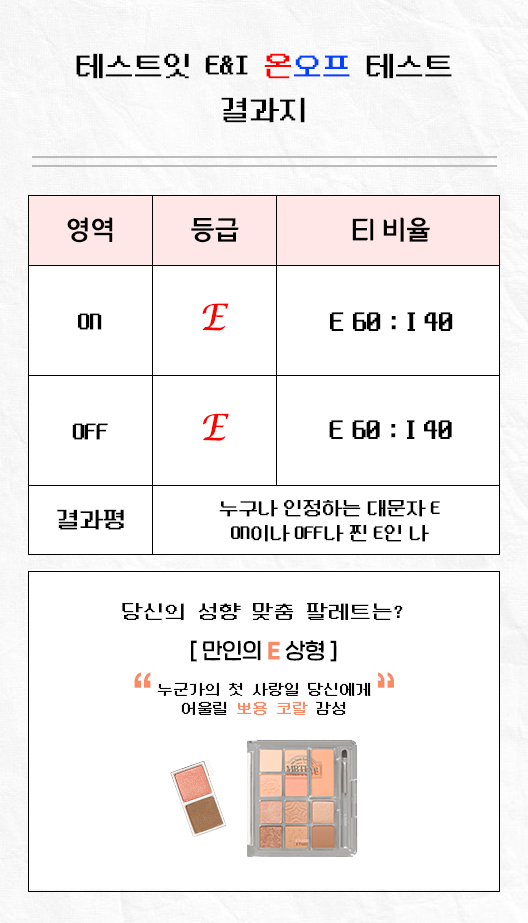 테스트잇 E&I 온오프 테스트
결과지
영역 등급 EI 비율
ON E E 60 : I 40
OFF E E 60 : I 40
결과평
누구나 인정하는 대문자 E
ON이나 OFF나 찐 E인 나
당신의 성향 맞춤 팔레트는?
[ 만인의 E 상형 ]
“ 누군가의 첫 사랑일 당신에게 ”
어울릴 뽀용 코랄 감성